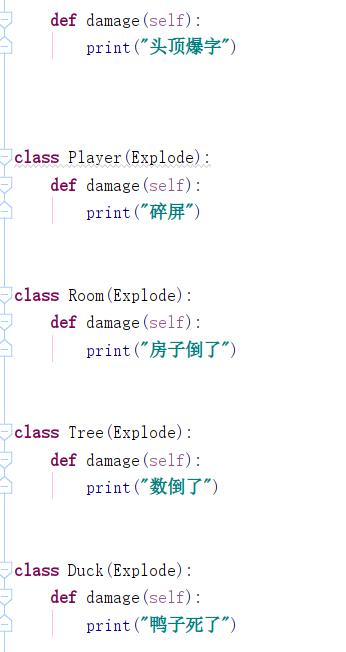 def damage(self):
print("头顶爆字")
class Player(Explode):
def damage(self):
print("碎屏")
class Room(Explode):
def damage(self):
print("房子倒了")
class Tree(Explode):
def damage(self):
print("数倒了")
class Duck(Explode):
def damage(self):
print("鸭子死了")